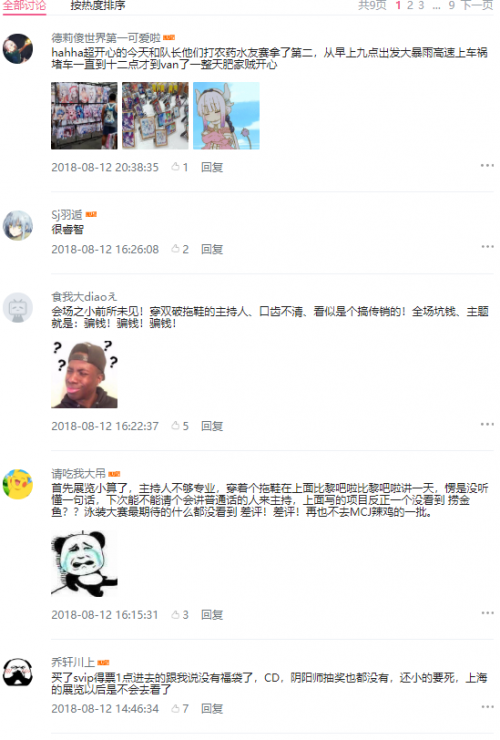 全部讨论 按热度排序 共9页 1 2 3 ... 9 下一页
德莉傻世界第一可爱啦
hahha超开心的今天和队长他们打农药水友赛拿了第二，从早上九点出发大暴雨高速上车祸
堵车一直到十二点才到van了一整天肥家贼开心
2018-08-12 20:38:35 1 回复
Sj羽遁
很睿智
2018-08-12 16:26:08 2 回复
食我大diaoえ
会场之小前所未见！穿双破拖鞋的主持人、口齿不清、看似是个搞传销的！全场坑钱、主题
就是：骗钱！骗钱！骗钱！
? ? ? ?
2018-08-12 16:22:37 5 回复
请吃我大吊
首先展览小算了，主持人不够专业，穿着个拖鞋在上面比黎吧啦比黎吧啦讲一天，愣是没听
懂一句话，下次能不能请个会讲普通话的人来主持，上面写的项目反正一个没看到 捞金
鱼？？泳装大赛最期待的什么都没看到 差评！差评！再也不去MCJ辣鸡的一批。
2018-08-12 16:15:31 3 回复
乔轩川上
买了svip得票1点进去的跟我说没有福袋了，CD，阴阳师抽奖也都没有，还小的要死，上海
的展览以后是不会去看了
2018-08-12 14:46:34 7 回复